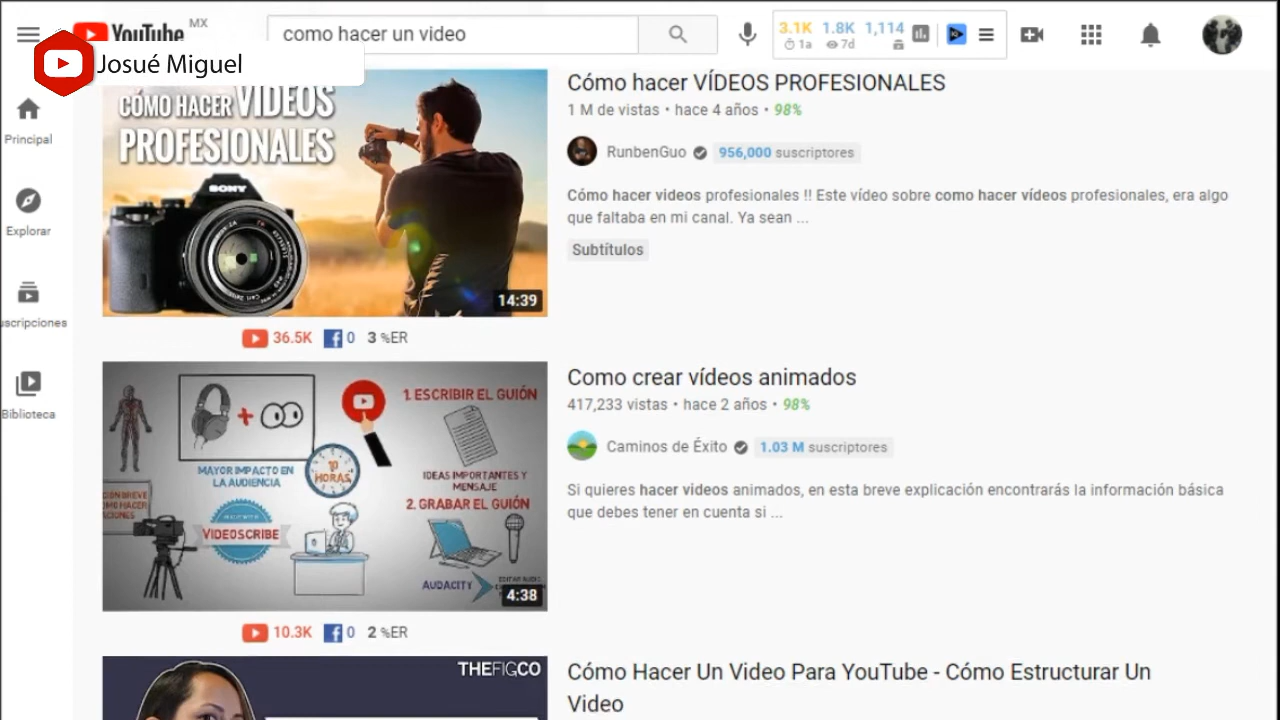 YouTube MX
como hacer un video
3.1K 1.8K 1,114
1a 7d
Josué Miguel
Principal
Explorar
uscripciones
Biblioteca
CÓMO HACER VÍDEOS
PROFESIONALES
SONY
14:39
36.5K 0 3 %ER
Cómo hacer VÍDEOS PROFESIONALES
1 M de vistas • hace 4 años • 98%
RunbenGuo 956,000 suscriptores
Cómo hacer videos profesionales !! Este vídeo sobre como hacer vídeos profesionales, era algo
que faltaba en mi canal. Ya sean ...
Subtítulos
1. ESCRIBIR EL GUIÓN
MAYOR IMPACTO EN
LA AUDIENCIA
10
HORAS
IDEAS IMPORTANTES Y
MENSAJE
2. GRABAR EL GUIÓN
VIDEOSCRIBE
AUDACITY
EDITAR AUDIO
4:38
10.3K 0 2 %ER
Como crear vídeos animados
417,233 vistas • hace 2 años • 98%
Caminos de Éxito 1.03 M suscriptores
Si quieres hacer videos animados, en esta breve explicación encontrarás la información básica
que debes tener en cuenta si ...
THEFIGCO
Cómo Hacer Un Video Para YouTube - Cómo Estructurar Un
Video